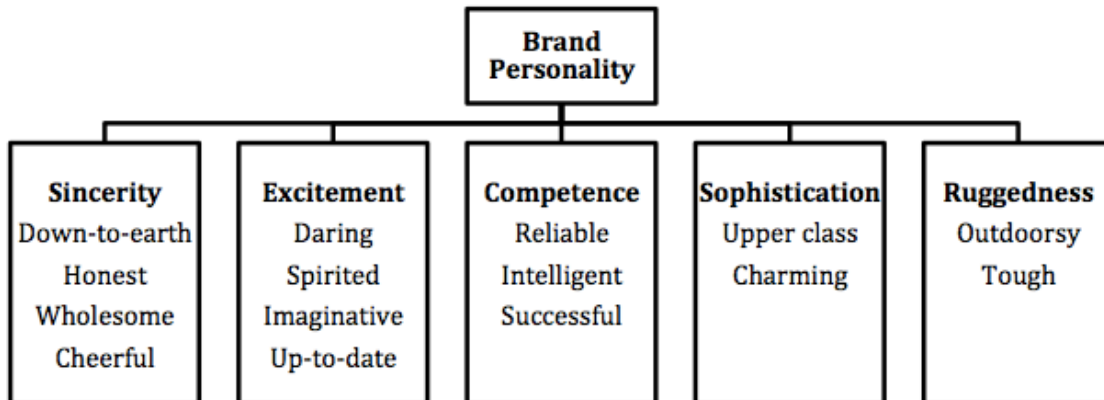 Brand
Personality
Sincerity
Down-to-earth
Honest
Wholesome
Cheerful
Excitement
Daring
Spirited
Imaginative
Up-to-date
Competence
Reliable
Intelligent
Successful
Sophistication
Upper class
Charming
Ruggedness
Outdoorsy
Tough